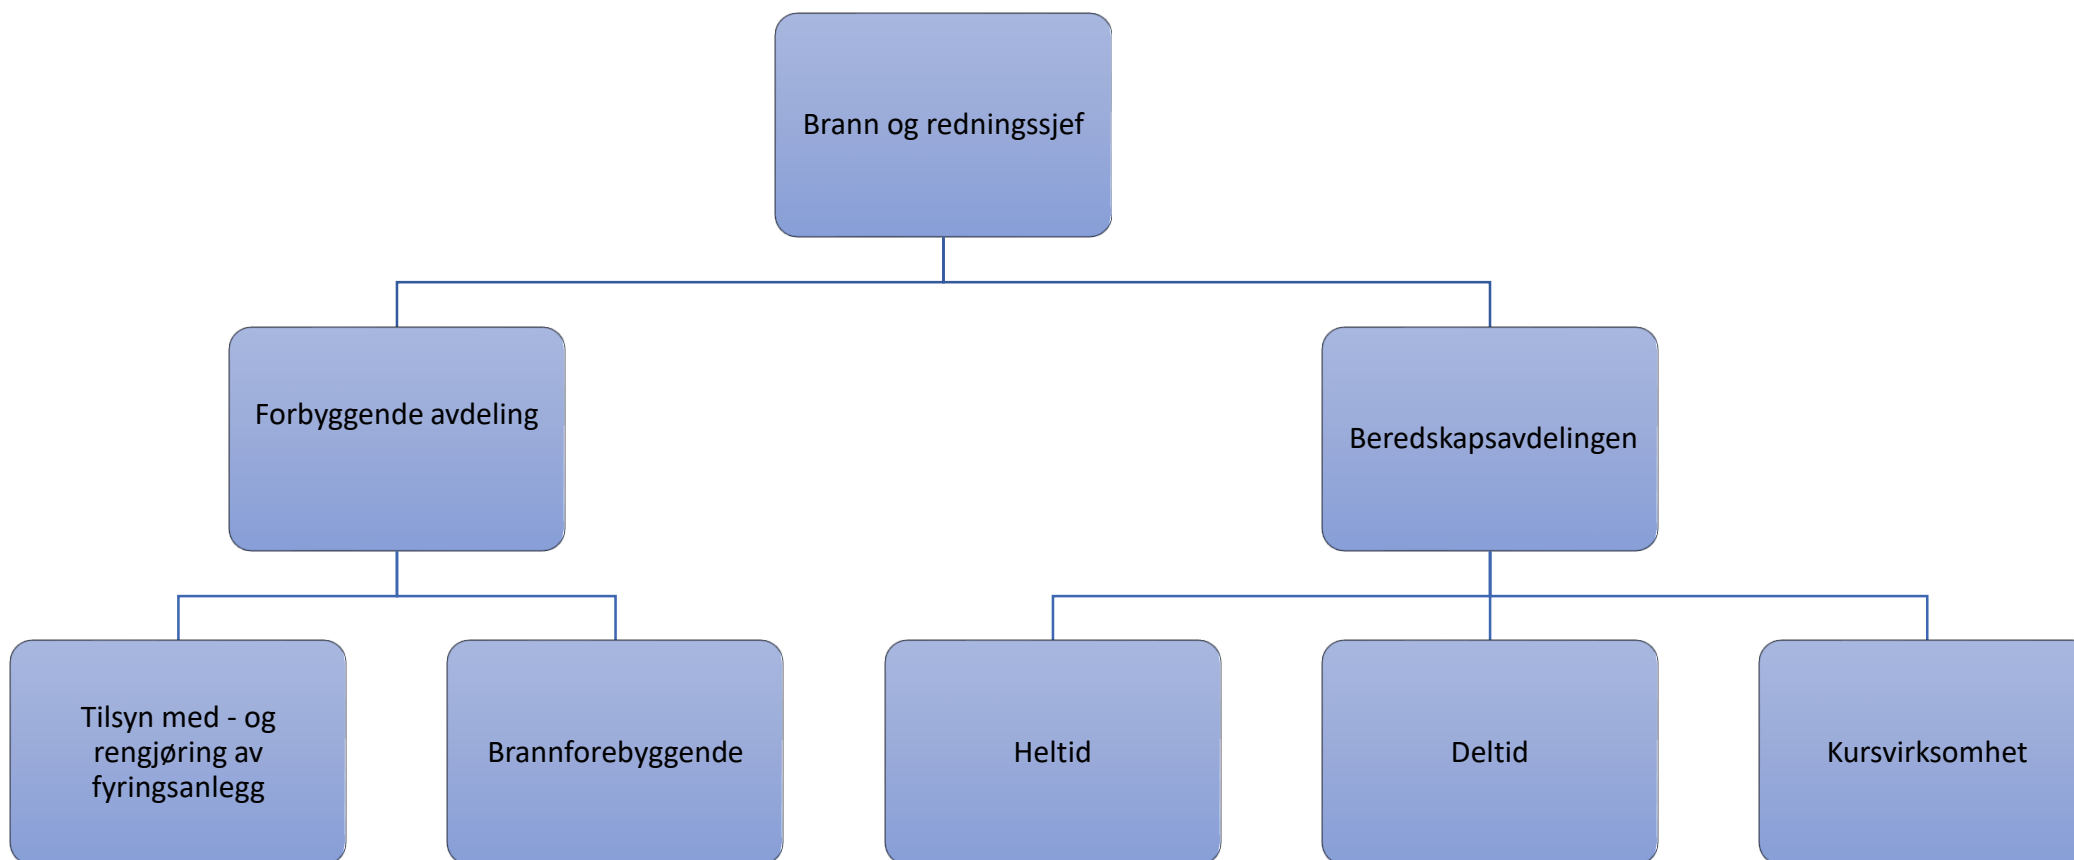 Brann og redningssjef
Forbyggende avdeling
Beredskapsavdelingen
Tilsyn med - og
rengjøring av
fyringsanlegg
Brannforebyggende
Heltid
Deltid
Kursvirksomhet